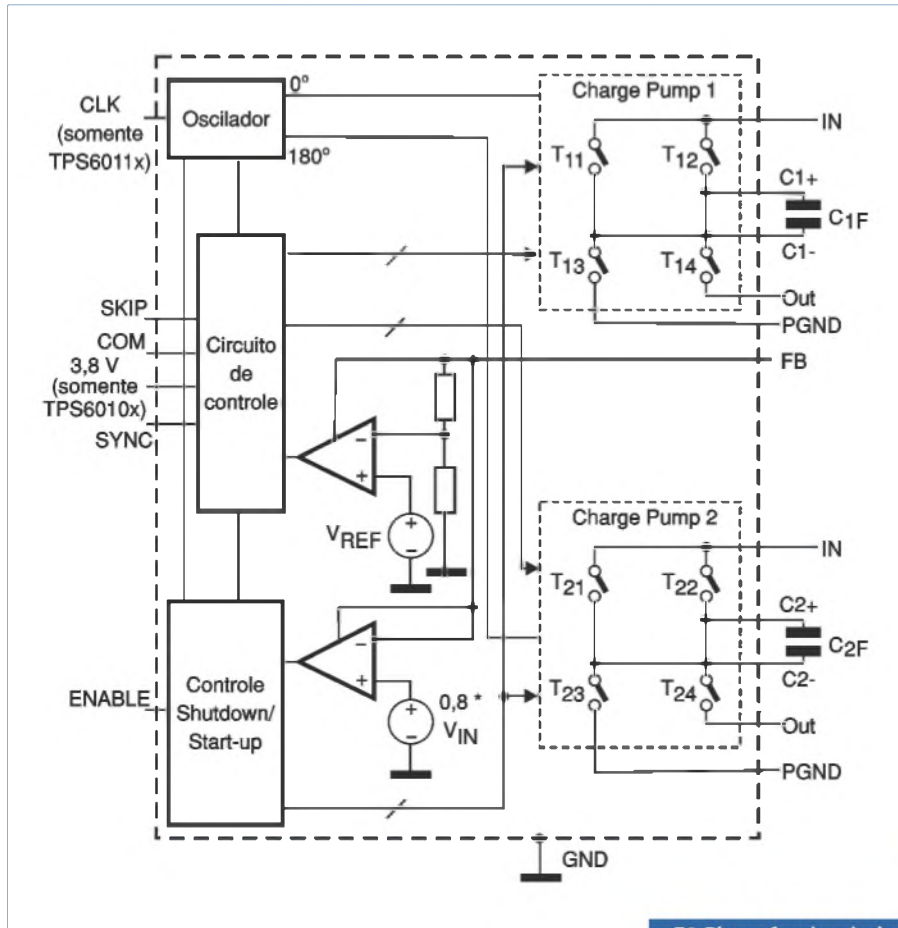 CLK
(somente
TPS6011x)
Oscilador
0º
180º
Charge Pump 1
IN
T11
T12
C1+
C1F
C1-
T13
T14
Out
PGND
SKIP
COM
3,8 V
(somente
TPS6010x)
SYNC
Circuito
de
controle
FB
−
+
VREF
+
−
Charge Pump 2
IN
T21
T22
C2+
C2F
C2-
T23
T24
Out
PGND
ENABLE
Controle
Shutdown/
Start-up
−
+
0,8 *
VIN
+
−
GND